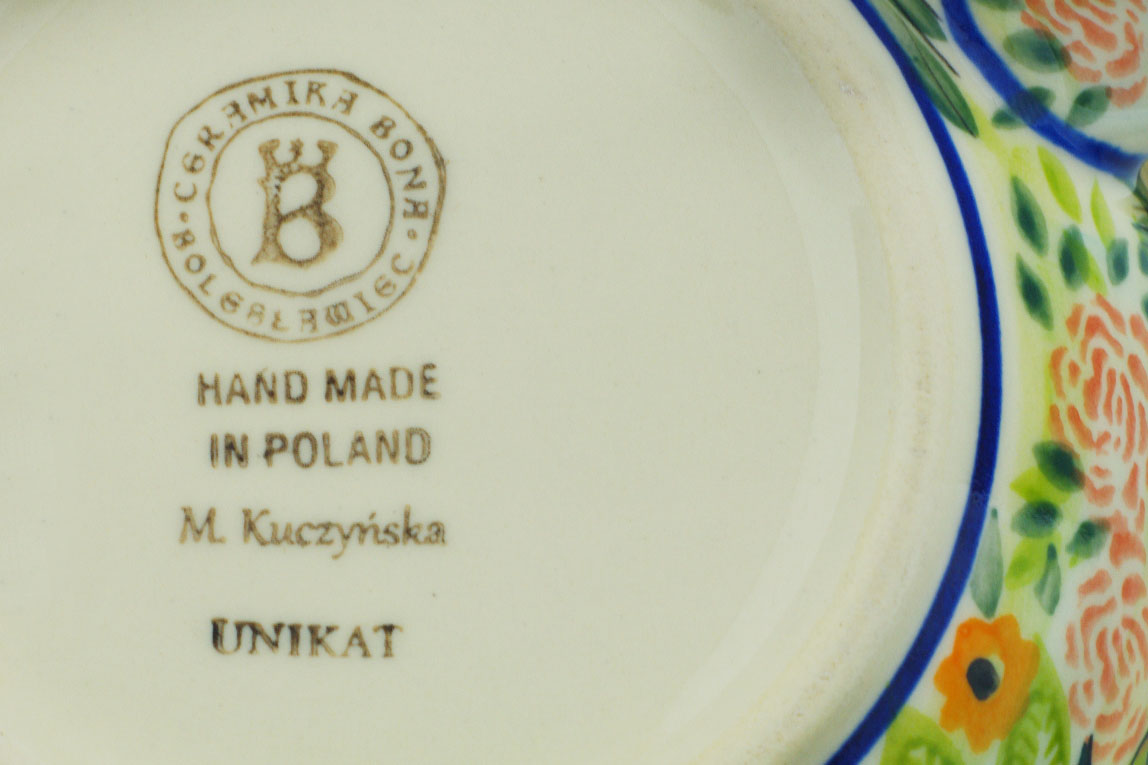 CERAMIKA BONA
B
BOLESŁAWIEC
HAND MADE
IN POLAND
M. Kuczyńska
UNIKAT